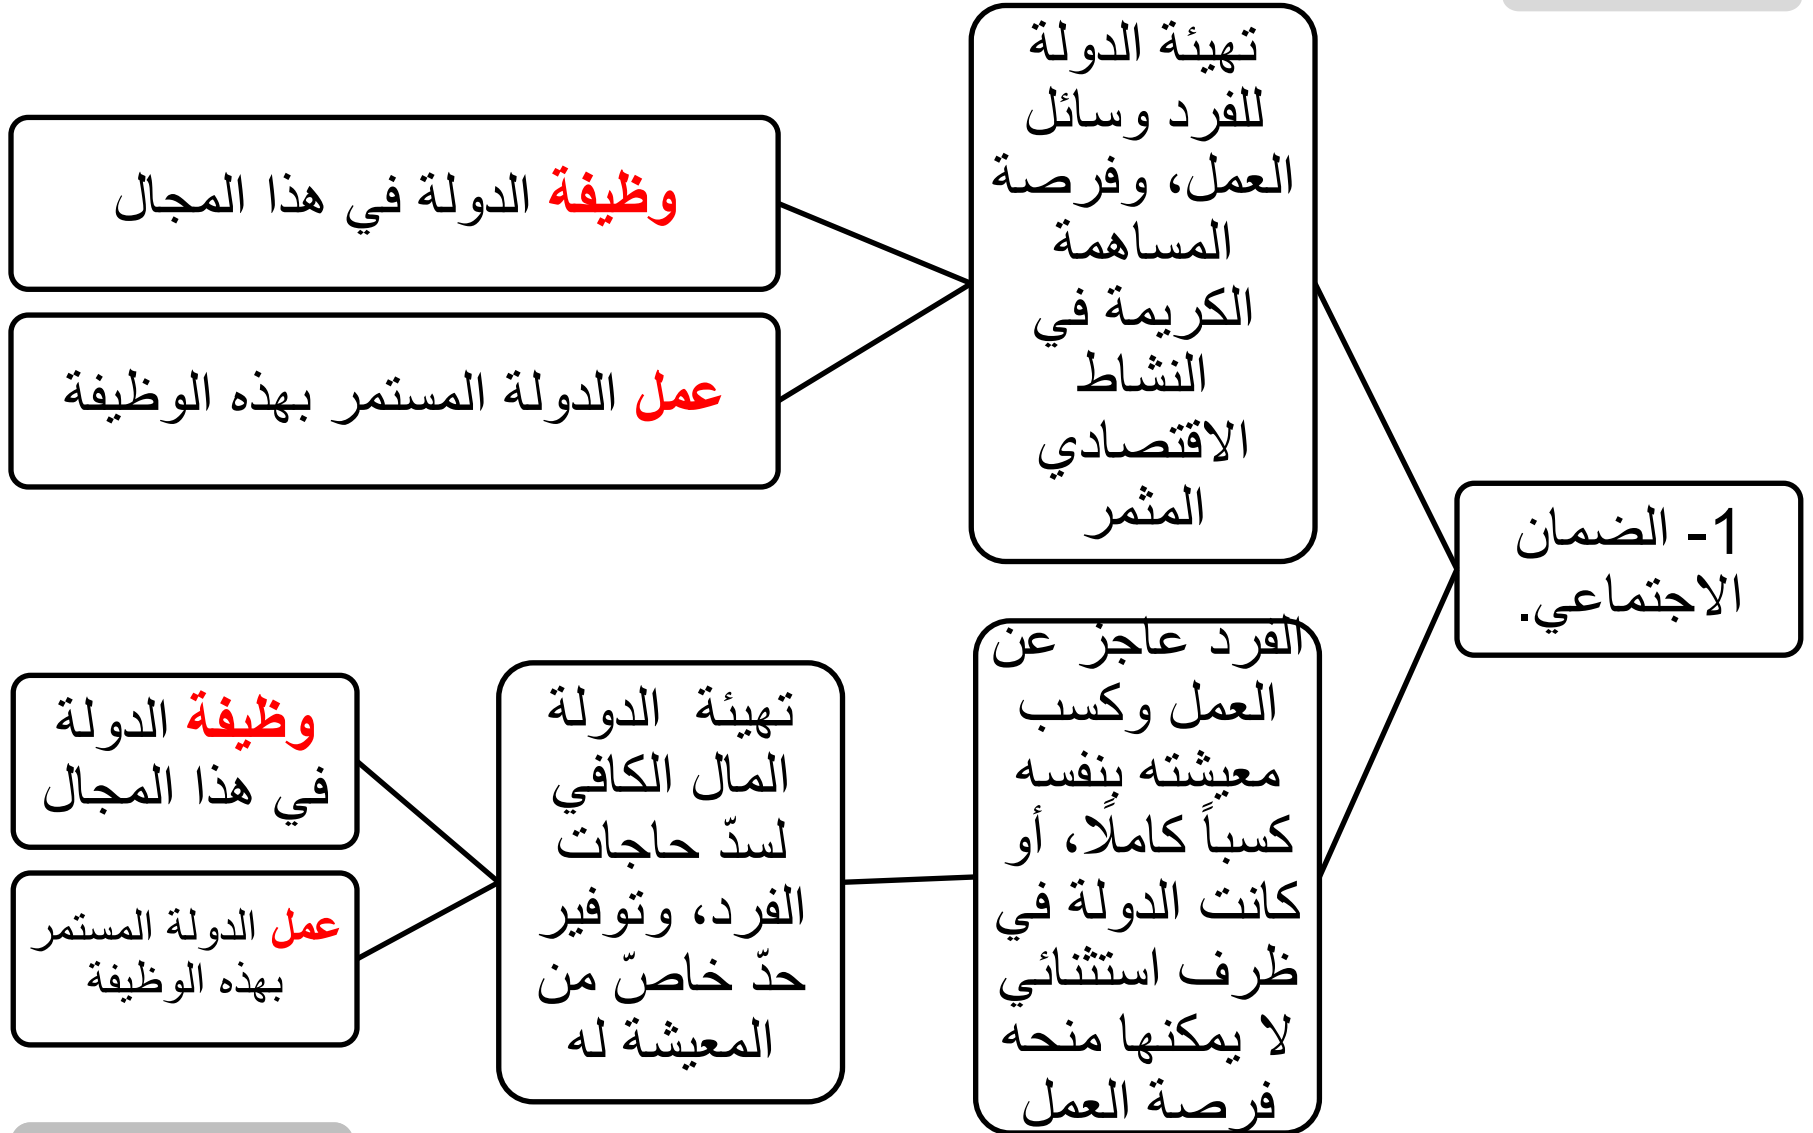 1- الضمان
الاجتماعي.
تهيئة الدولة
للفرد وسائل
العمل، وفرصة
المساهمة
الكريمة في
النشاط
الاقتصادي
المثمر
وظيفة الدولة في هذا المجال
عمل الدولة المستمر بهذه الوظيفة
الفرد عاجز عن
العمل وكسب
معيشته بنفسه
كسباً كاملًا، أو
كانت الدولة في
ظرف استثنائي
لا يمكنها منحه
فرصة العمل
تهيئة الدولة
المال الكافي
لسدّ حاجات
الفرد، وتوفير
حدّ خاصّ من
المعيشة له
وظيفة الدولة
في هذا المجال
عمل الدولة المستمر
بهذه الوظيفة